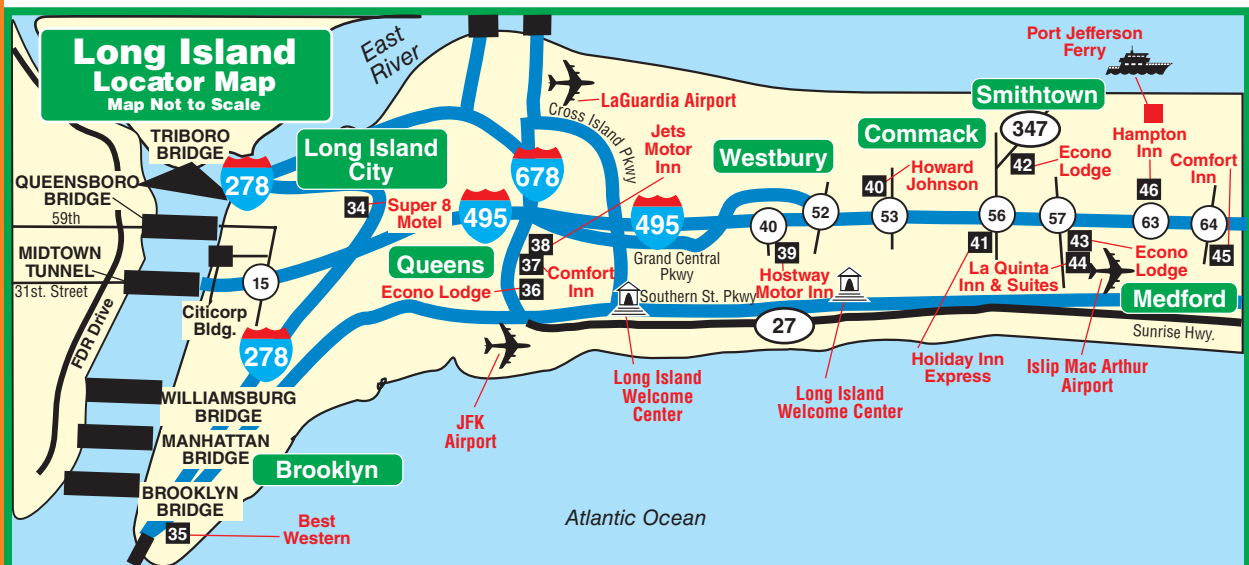 Long Island
Locator Map
Map Not to Scale
East
River
Port Jefferson
Ferry
LaGuardia Airport
Cross Island Pkwy
Jets
Motor
Inn
Smithtown
347
Commack
Westbury
Hampton
Inn
Comfort
Inn
Econo
Lodge
42
Howard
Johnson
40
46
TRIBORO
BRIDGE
278
Long Island
City
678
QUEENSBORO
BRIDGE
59th
34
Super 8
Motel
495
495
40
52
53
56
57
63
64
MIDTOWN
TUNNEL
31st. Street
15
Citicorp
Bldg.
FDR Drive
Queens
38
37
36
Econo Lodge
Comfort
Inn
Grand Central
Pkwy
39
Hostway
Motor Inn
Southern St. Pkwy
41
43
44
La Quinta
Inn & Suites
Econo
Lodge
45
Medford
27
Sunrise Hwy.
278
Holiday Inn
Express
Islip Mac Arthur
Airport
Long Island
Welcome
Center
Long Island
Welcome Center
JFK
Airport
WILLIAMSBURG
BRIDGE
MANHATTAN
BRIDGE
Brooklyn
BROOKLYN
BRIDGE
35
Best
Western
Atlantic Ocean